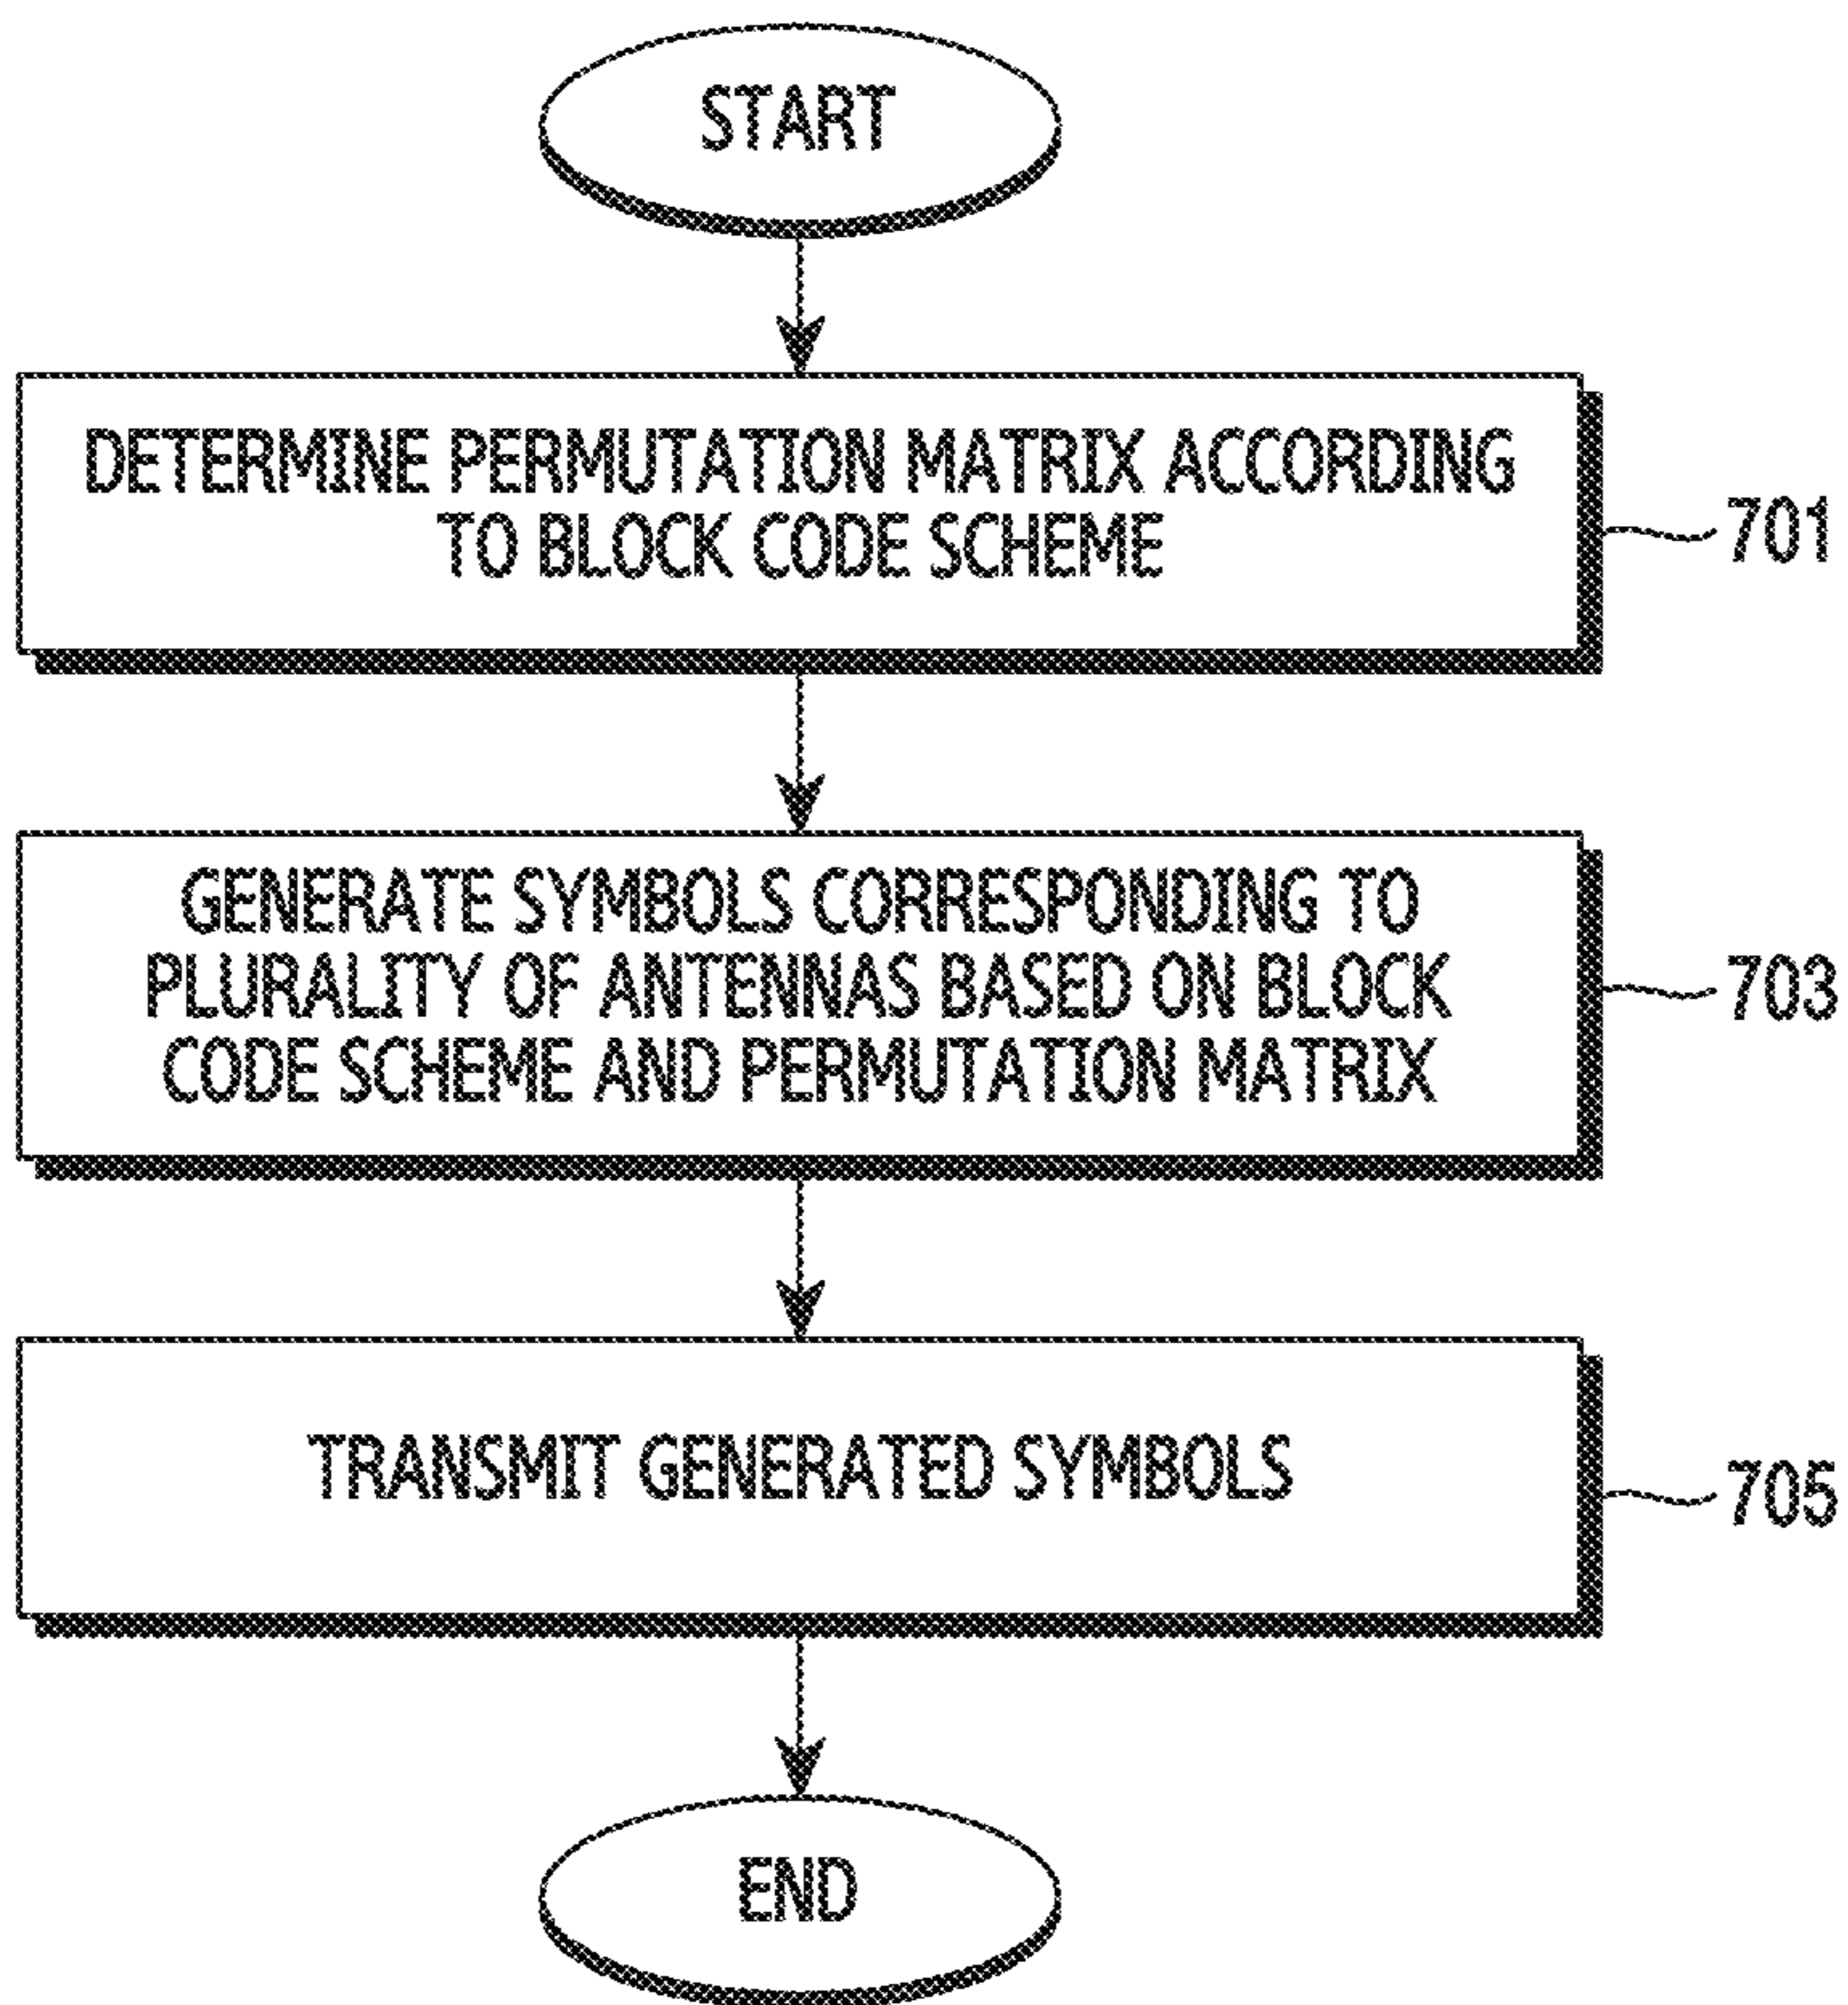 START
DETERMINE PERMUTATION MATRIX ACCORDING
TO BLOCK CODE SCHEME
701
GENERATE SYMBOLS CORRESPONDING TO
PLURALITY OF ANTENNAS BASED ON BLOCK
CODE SCHEME AND PERMUTATION MATRIX
703
TRANSMIT GENERATED SYMBOLS
705
END